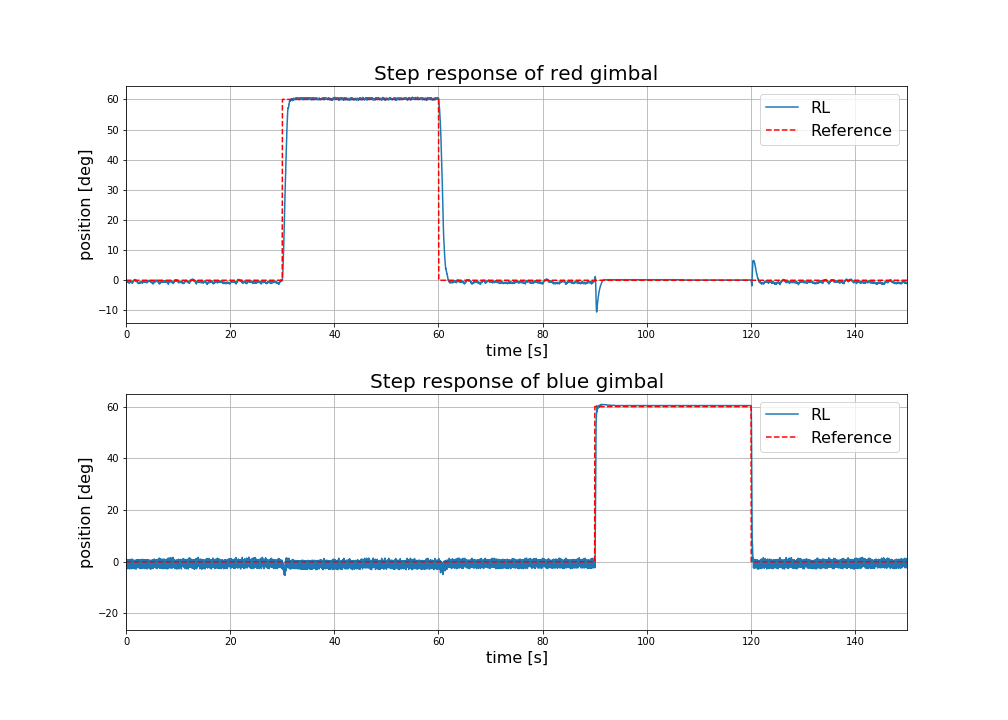 Step response of red gimbal
RL
Reference
position [deg]
60
50
40
30
20
10
0
−10
0 20 40 60 80 100 120 140
time [s]
Step response of blue gimbal
RL
Reference
position [deg]
60
40
20
0
−20
0 20 40 60 80 100 120 140
time [s]